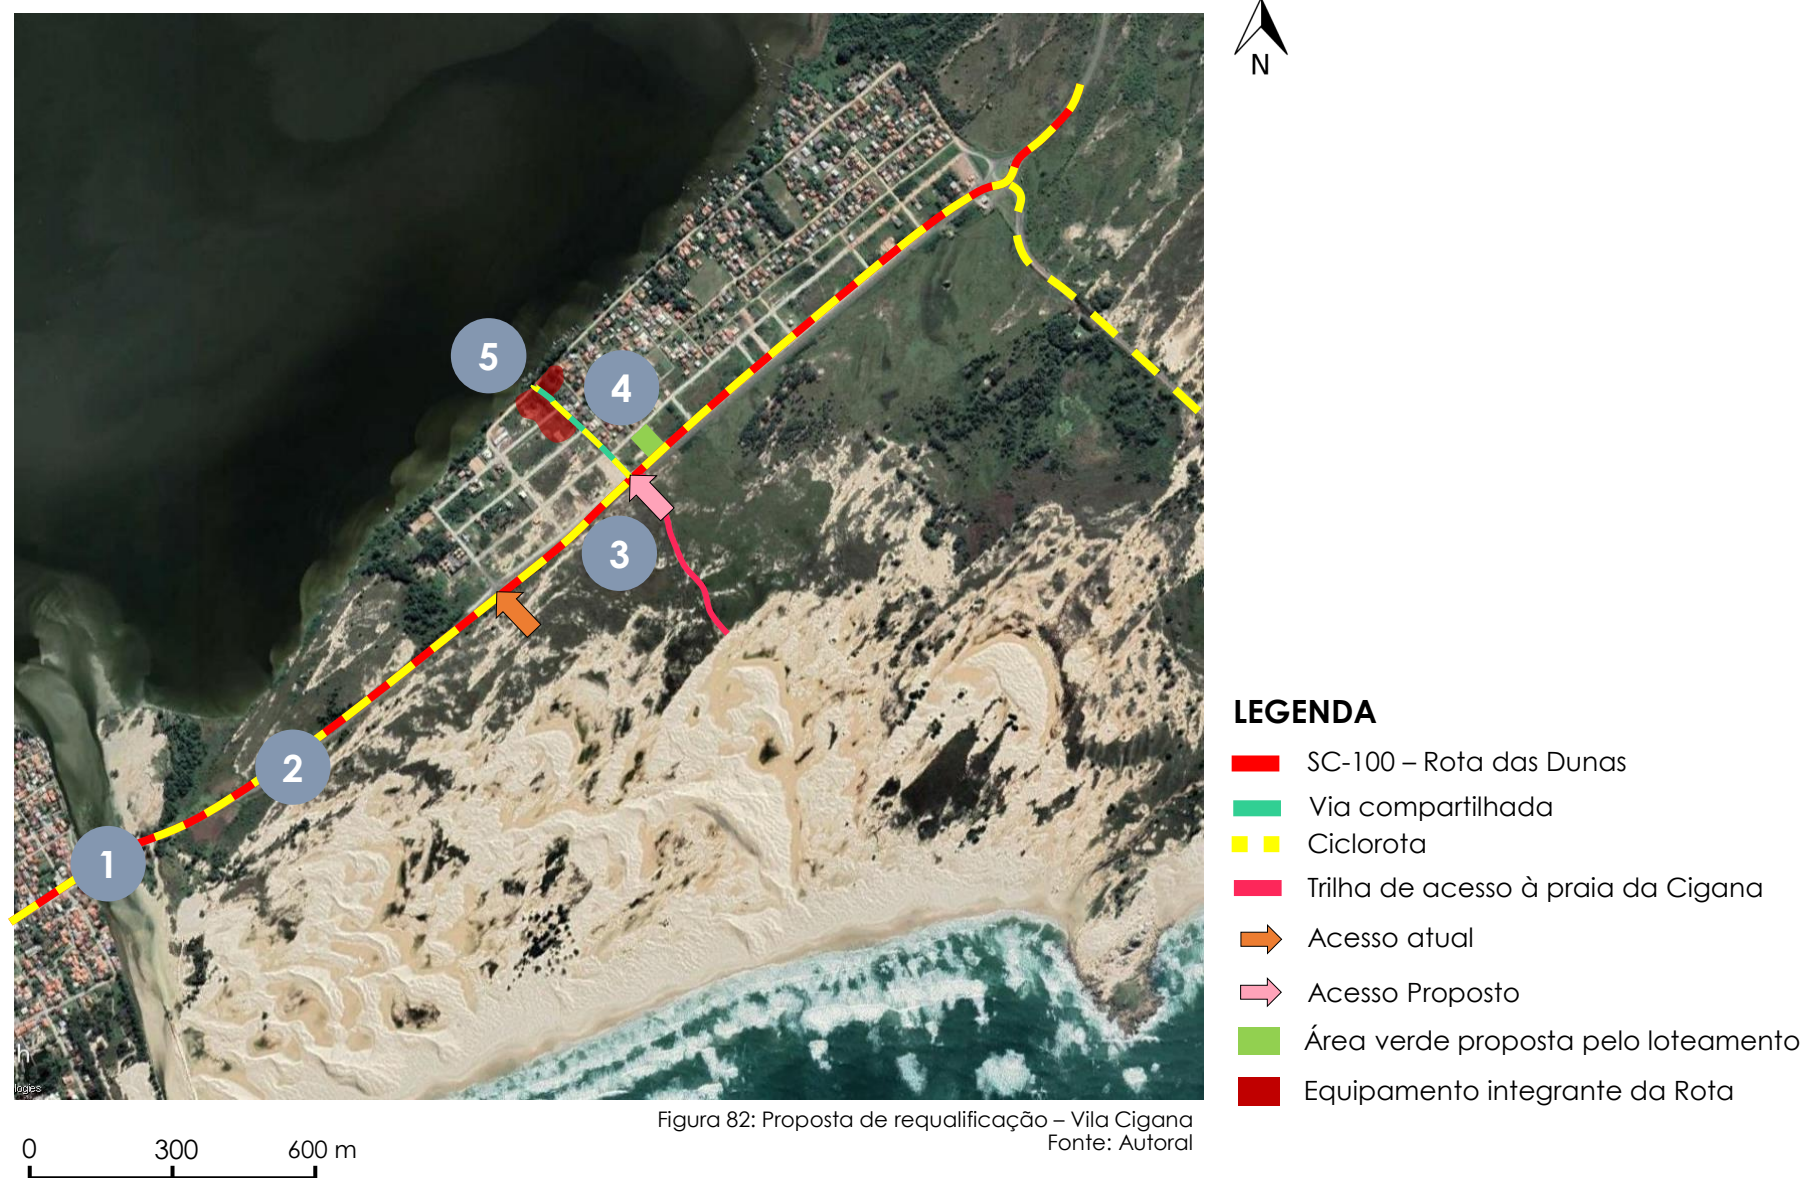 N
5
4
3
2
1
LEGENDA
SC-100 – Rota das Dunas
Via compartilhada
Ciclorota
Trilha de acesso à praia da Cigana
Acesso atual
Acesso Proposto
Área verde proposta pelo loteamento
Equipamento integrante da Rota
h
logies
Figura 82: Proposta de requalificação – Vila Cigana
Fonte: Autoral
0 300 600 m